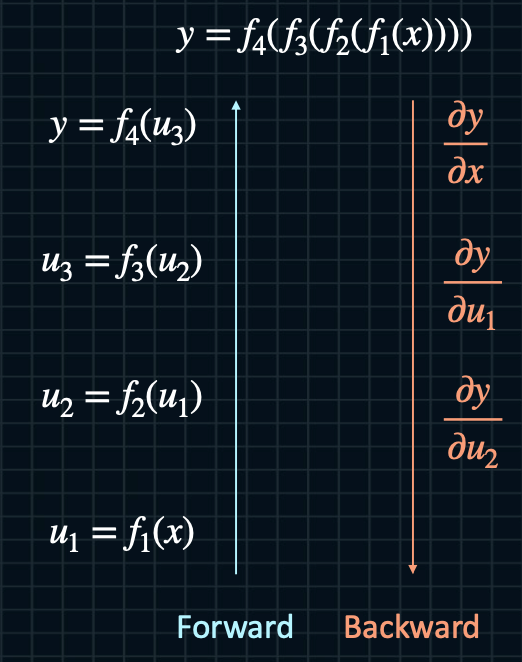 y = f₄(f₃(f₂(f₁(x))))
y = f₄(u₃)
∂y/∂x
u₃ = f₃(u₂)
∂y/∂u₁
u₂ = f₂(u₁)
∂y/∂u₂
u₁ = f₁(x)
Forward Backward